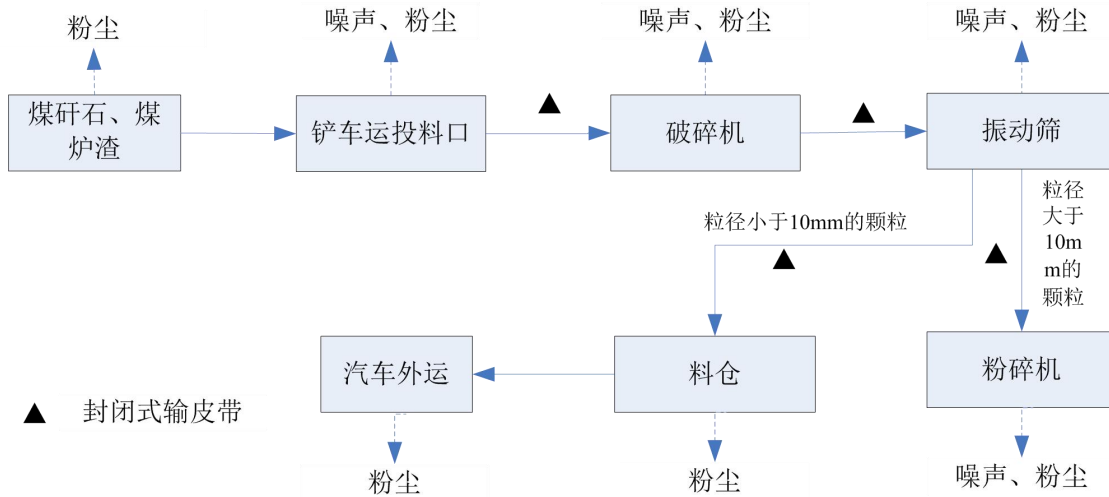 粉尘
噪声、粉尘
噪声、粉尘
噪声、粉尘
煤矸石、煤
炉渣
铲车运投料口
破碎机
振动筛
粒径小于10mm的颗粒
粒径
大于
10m
m的
颗粒
汽车外运
料仓
粉碎机
▲ 封闭式输皮带
粉尘
粉尘
噪声、粉尘